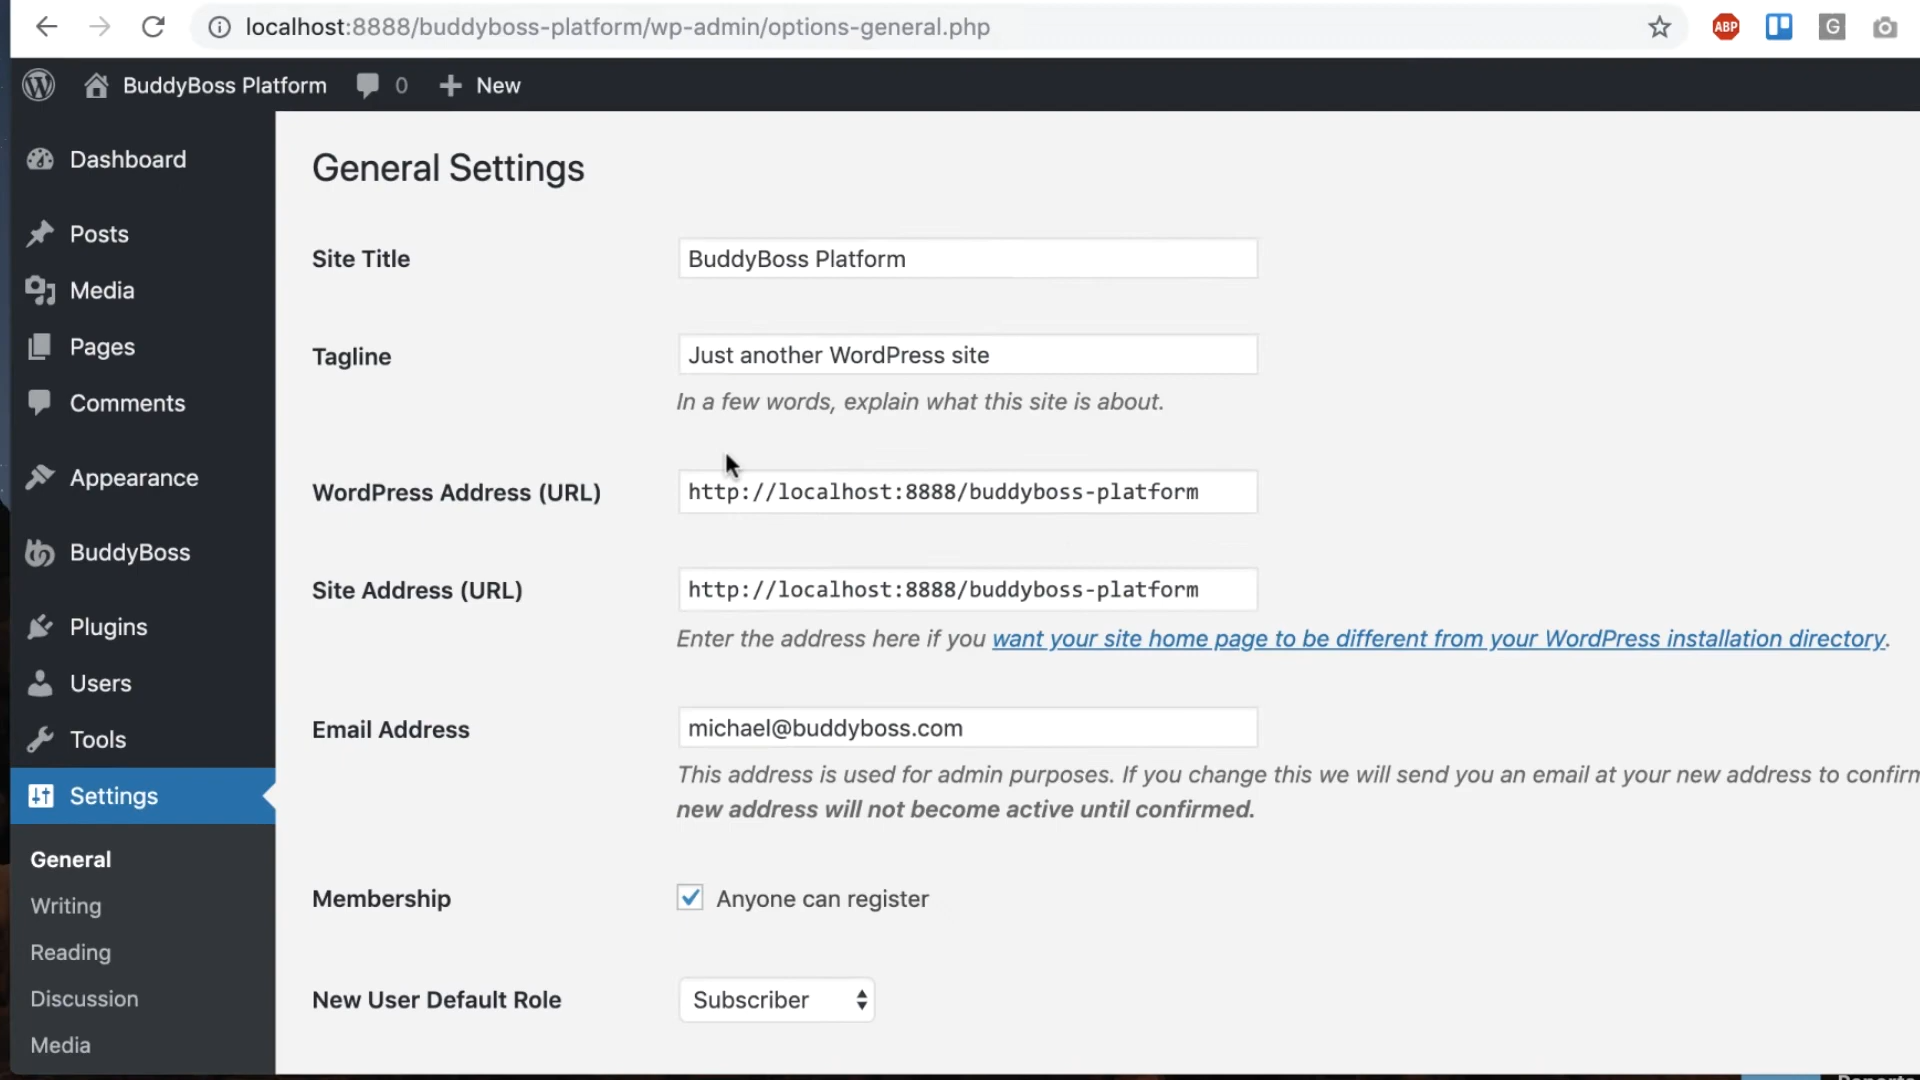 localhost:8888/buddyboss-platform/wp-admin/options-general.php
ABP
G
BuddyBoss Platform
0
New
Dashboard
Posts
Media
Pages
Comments
Appearance
BuddyBoss
Plugins
Users
Tools
Settings
General
Writing
Reading
Discussion
Media
General Settings
Site Title
BuddyBoss Platform
Tagline
Just another WordPress site
In a few words, explain what this site is about.
WordPress Address (URL)
http://localhost:8888/buddyboss-platform
Site Address (URL)
http://localhost:8888/buddyboss-platform
Enter the address here if you want your site home page to be different from your WordPress installation directory.
Email Address
michael@buddyboss.com
This address is used for admin purposes. If you change this we will send you an email at your new address to confirm
new address will not become active until confirmed.
Membership
Anyone can register
New User Default Role
Subscriber